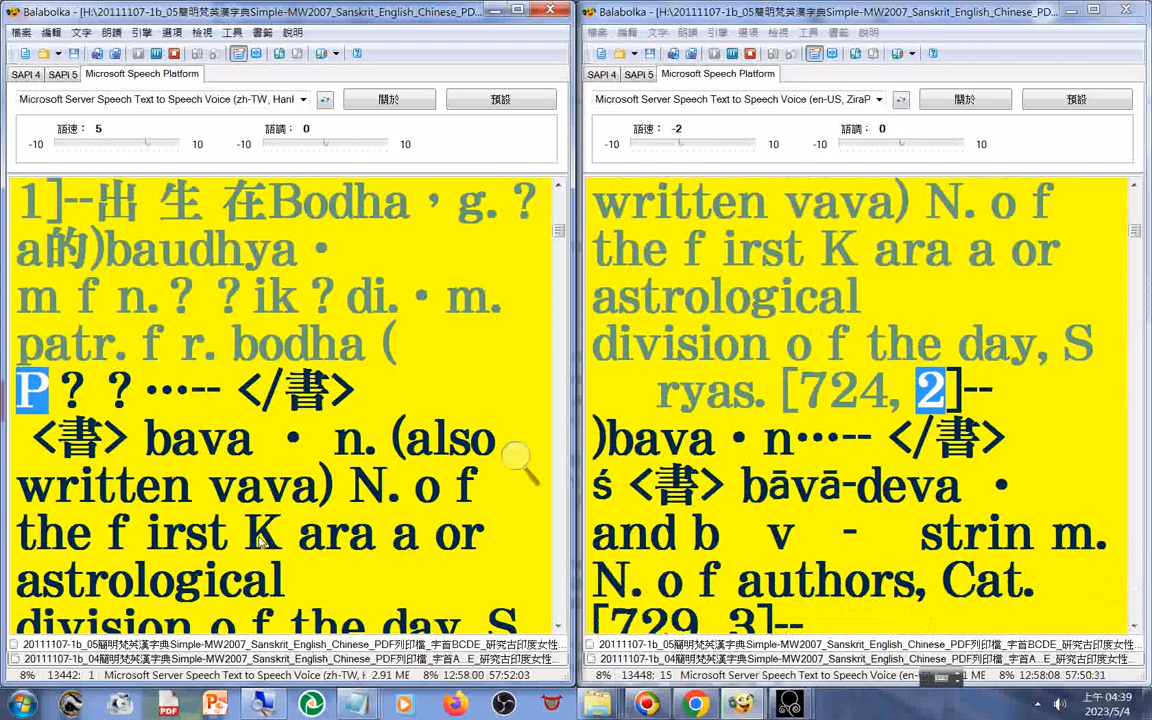 Balabolka - [H:\20111107-1b_05簡明梵英漢字典Simple-MW2007_Sanskrit_English_Chinese_PD...
檔案 編輯 文字 朗讀 引擎 選項 檢視 工具 書籤 說明
SAPI 4 SAPI 5 Microsoft Speech Platform
Microsoft Server Speech Text to Speech Voice (zh-TW, HanH 關於 預設
語速： 5 語調： 0
-10 10 -10 10
1]--出 生 在Bodha，g.？
a的)baudhya •
m f n.？？ik？di. • m.
patr. f r. bodha (
P？？…-- </書>
<書> bava • n. (also
written vava) N. o f
the f irst K ara a or
astrological
division o f the day, S
20111107-1b_05簡明梵英漢字典Simple-MW2007_Sanskrit_English_Chinese_PDF列印檔_字首BCDE_研究古印度女性...
20111107-1b_04簡明梵英漢字典Simple-MW2007_Sanskrit_English_Chinese_PDF列印檔_字首A...E_研究古印度女性...
8% 13442: 1 Microsoft Server Speech Text to Speech Voice (zh-TW, H 2.91 MB 8% 12:58:00 57:52:03
Balabolka - [H:\20111107-1b_05簡明梵英漢字典Simple-MW2007_Sanskrit_English_Chinese_PD...
檔案 編輯 文字 朗讀 引擎 選項 檢視 工具 書籤 說明
SAPI 4 SAPI 5 Microsoft Speech Platform
Microsoft Server Speech Text to Speech Voice (en-US, ZiraP 關於 預設
語速： -2 語調： 0
-10 10 -10 10
written vava) N. o f
the f irst K ara a or
astrological
division o f the day, S
ryas. [724, 2]--
)bava • n…-- </書>
ś <書> bāvā-deva •
and b v - strin m.
N. o f authors, Cat.
[729, 3]--
20111107-1b_05簡明梵英漢字典Simple-MW2007_Sanskrit_English_Chinese_PDF列印檔_字首BCDE_研究古印度女性...
20111107-1b_04簡明梵英漢字典Simple-MW2007_Sanskrit_English_Chinese_PDF列印檔_字首A...E_研究古印度女性...
8% 13448: 15 Microsoft Server Speech Text to Speech Voice 8% 12:58:08 57:50:31
上午 04:39
2023/5/4